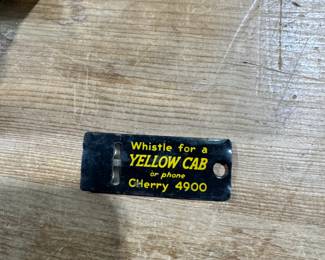 Whistle for a
YELLOW CAB
or phone
CHerry 4900